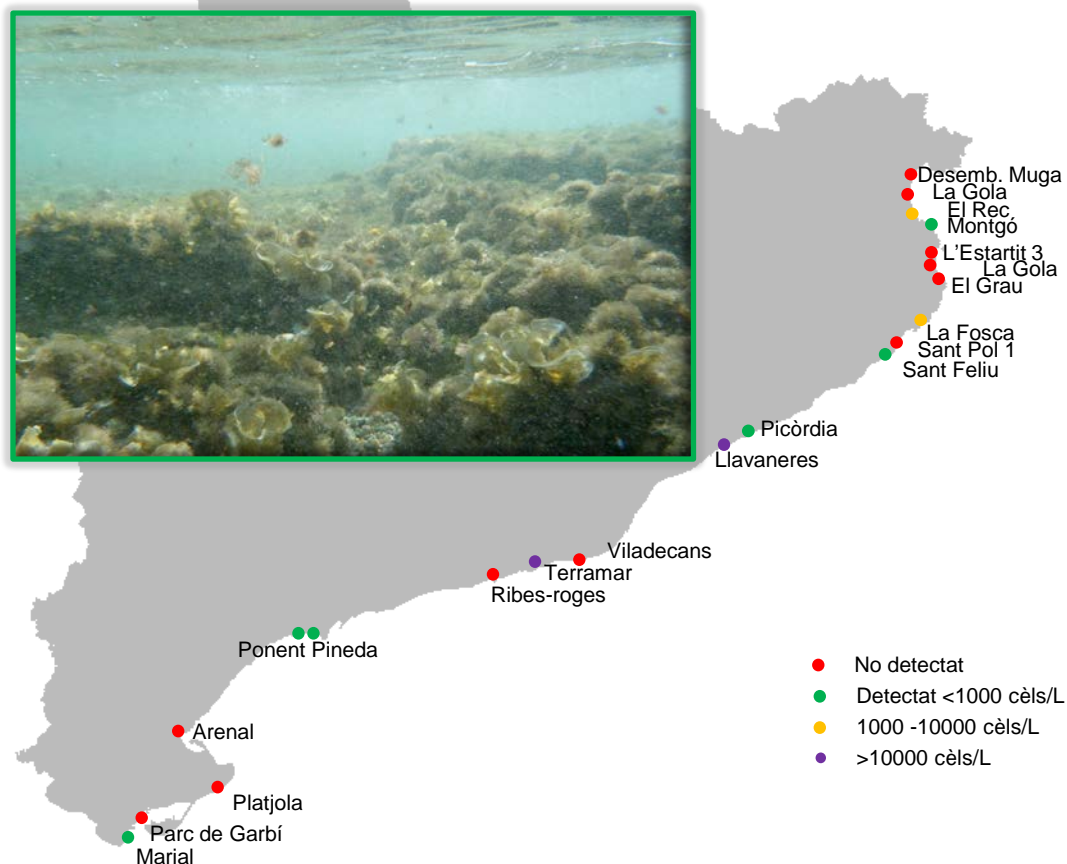 Desemb. Muga
La Gola
El Rec
Montgó
L'Estartit 3
La Gola
El Grau
La Fosca
Sant Pol 1
Sant Feliu
Picòrdia
Llavaneres
Viladecans
Terramar
Ribes-roges
Ponent Pineda
Arenal
Platjola
Parc de Garbí
Marial
No detectat
Detectat <1000 cèls/L
1000 -10000 cèls/L
>10000 cèls/L